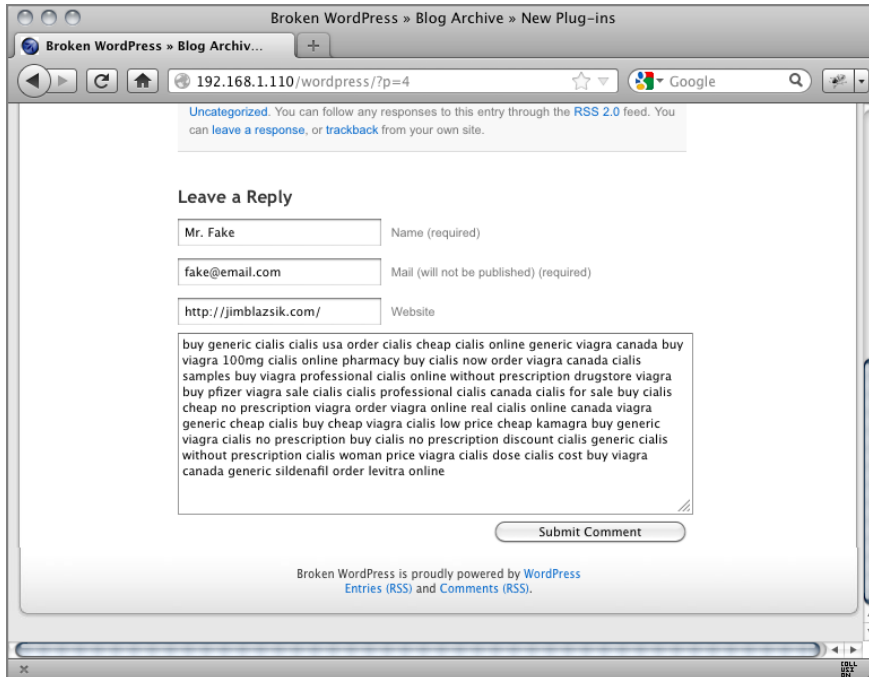 Broken WordPress » Blog Archive » New Plug-ins
Broken WordPress » Blog Archiv...
192.168.1.110/wordpress/?p=4
Google
Uncategorized. You can follow any responses to this entry through the RSS 2.0 feed. You
can leave a response, or trackback from your own site.
Leave a Reply
Mr. Fake Name (required)
fake@email.com Mail (will not be published) (required)
http://jimblazsik.com/ Website
buy generic cialis cialis usa order cialis cheap cialis online generic viagra canada buy
viagra 100mg cialis online pharmacy buy cialis now order viagra canada cialis
samples buy viagra professional cialis online without prescription drugstore viagra
buy pfizer viagra sale cialis cialis professional cialis canada cialis for sale buy cialis
cheap no prescription viagra order viagra online real cialis online canada viagra
generic cheap cialis buy cheap viagra cialis low price cheap kamagra buy generic
viagra cialis no prescription buy cialis no prescription discount cialis generic cialis
without prescription cialis woman price viagra cialis dose cialis cost buy viagra
canada generic sildenafil order levitra online
Submit Comment
Broken WordPress is proudly powered by WordPress
Entries (RSS) and Comments (RSS).
COLL
USI
ON